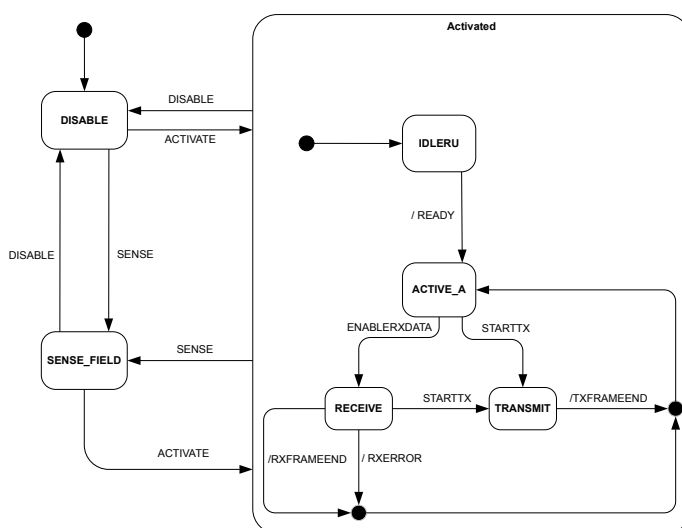 Activated
DISABLE
DISABLE
ACTIVATE
IDLERU
/ READY
DISABLE
SENSE
ACTIVE_A
ENABLERXDATA
STARTTX
SENSE
SENSE_FIELD
RECEIVE
STARTTX
TRANSMIT
/TXFRAMEEND
ACTIVATE
/RXFRAMEEND
/ RXERROR